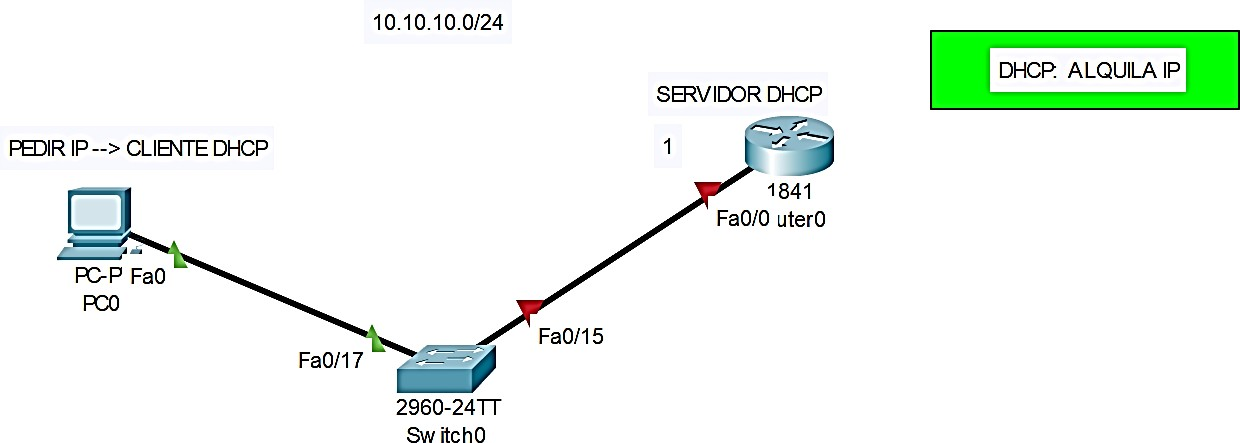 10.10.10.0/24
DHCP: ALQUILA IP
SERVIDOR DHCP
PEDIR IP --> CLIENTE DHCP
1
1841
Fa0/0 uter0
PC-P Fa0
PC0
Fa0/15
Fa0/17
2960-24TT
Switch0